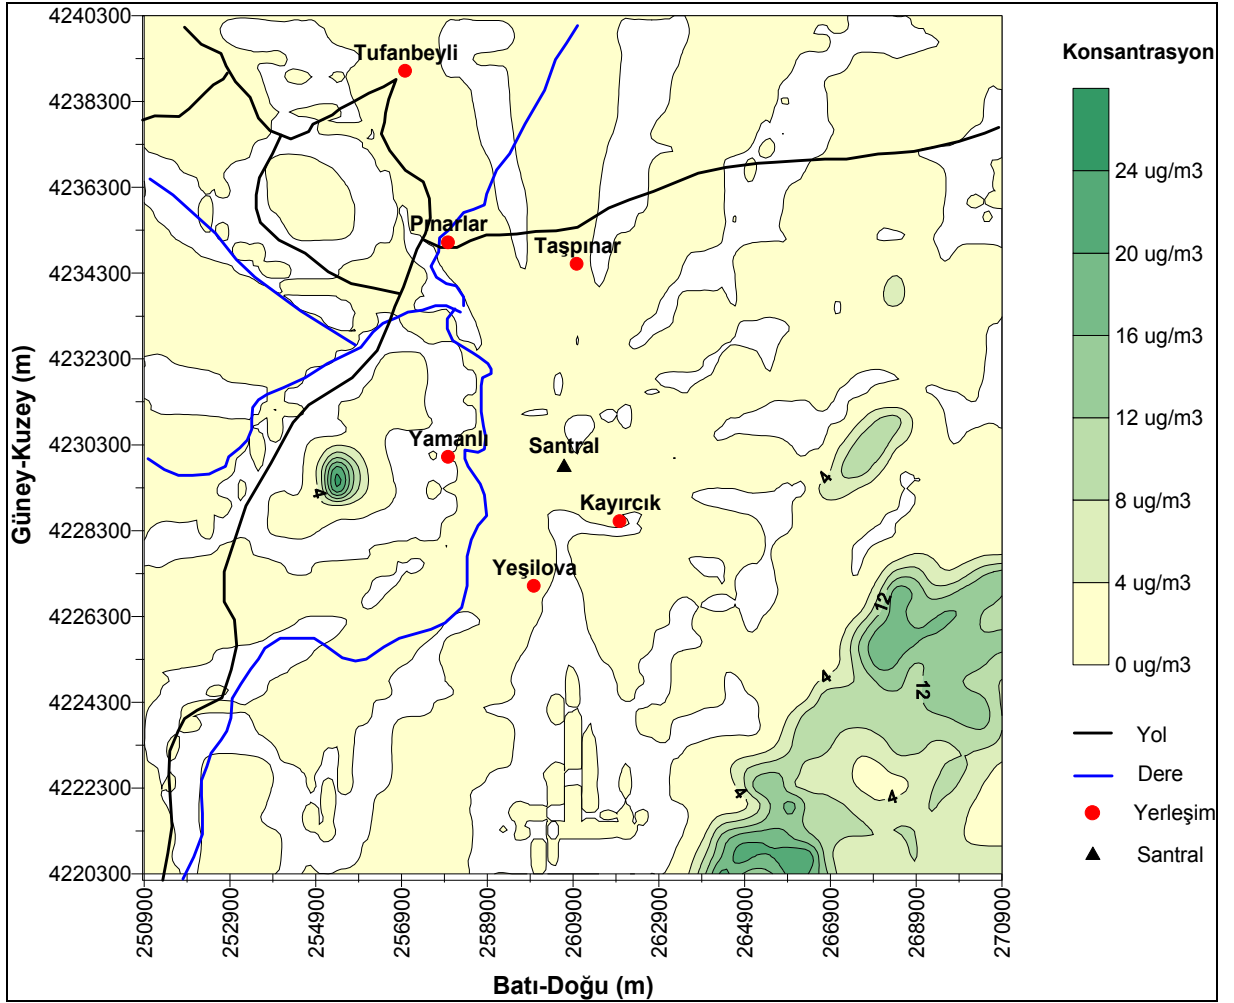 4240300
4238300
4236300
4234300
4232300
4230300
4228300
4226300
4224300
4222300
4220300
Güney-Kuzey (m)
Tufanbeyli
Pınarlar
Taşpınar
Yamanlı
Santral
Kayırcık
Yeşilova
4
4
12
4
12
4
4
250900
252900
254900
256900
258900
260900
262900
264900
266900
268900
270900
Batı-Doğu (m)
Konsantrasyon
24 ug/m3
20 ug/m3
16 ug/m3
12 ug/m3
8 ug/m3
4 ug/m3
0 ug/m3
Yol
Dere
Yerleşim
Santral